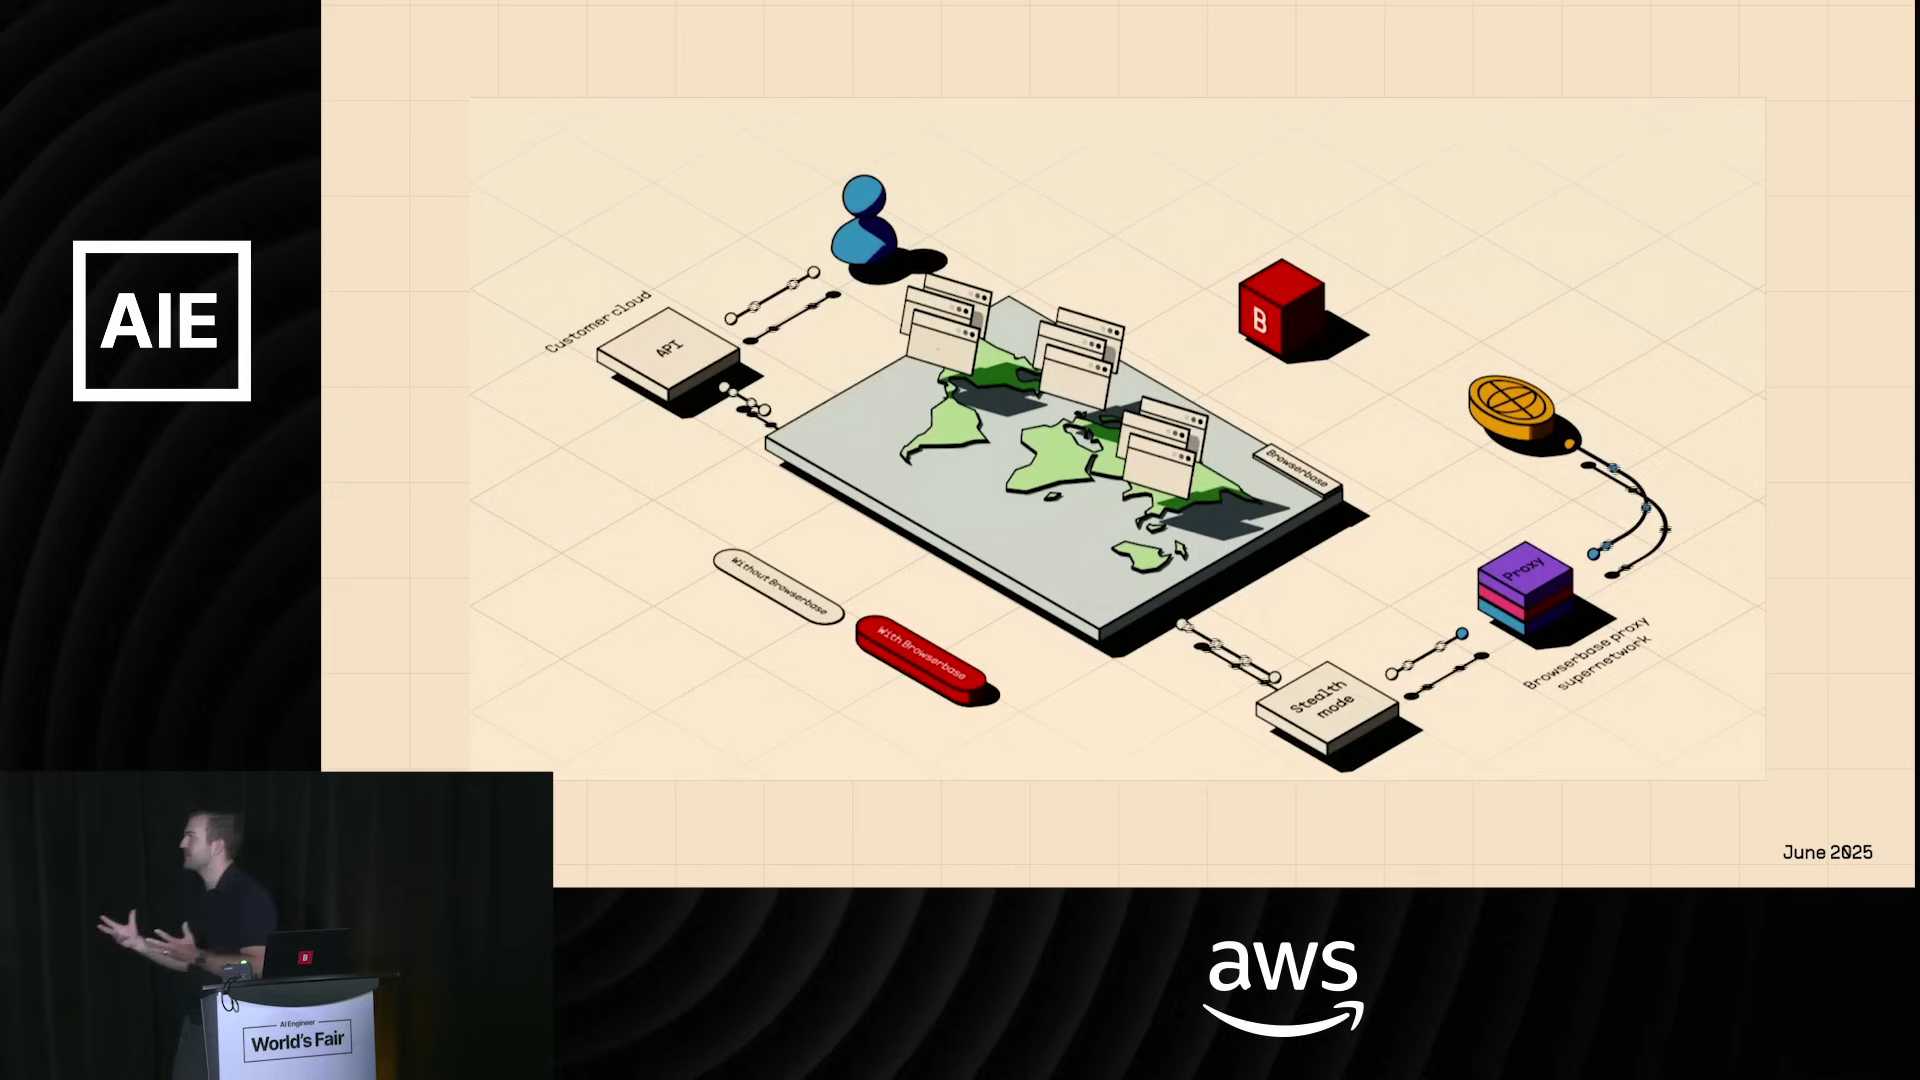 AIE
Customer cloud
API
B
Browserbase
Without Browserbase
With Browserbase
Proxy
Browserbase proxy
supernetwork
Stealth
mode
June 2025
B
AI Engineer
World's Fair
aws